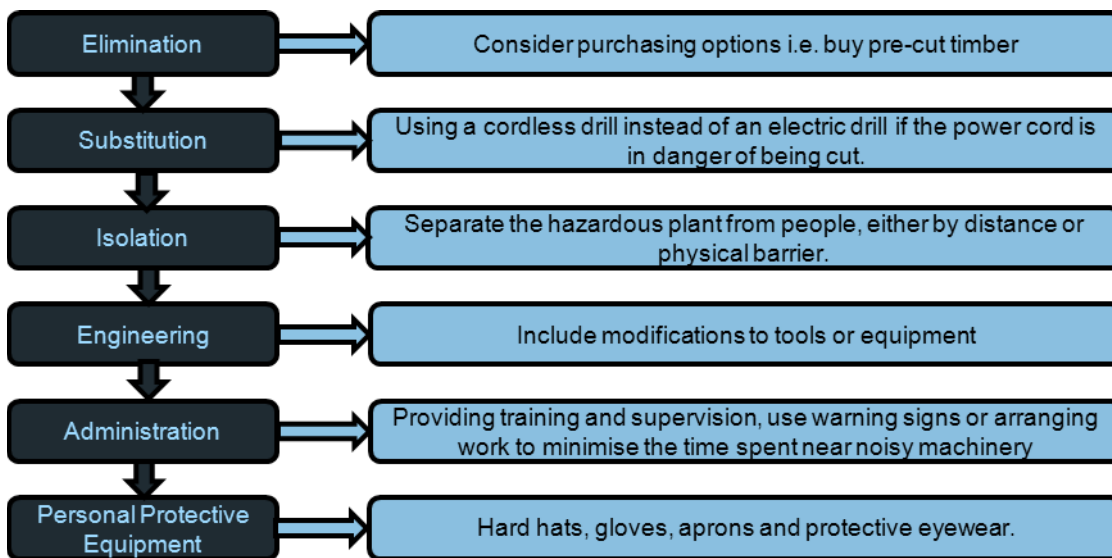 Elimination
Consider purchasing options i.e. buy pre-cut timber
Substitution
Using a cordless drill instead of an electric drill if the power cord is
in danger of being cut.
Isolation
Separate the hazardous plant from people, either by distance or
physical barrier.
Engineering
Include modifications to tools or equipment
Administration
Providing training and supervision, use warning signs or arranging
work to minimise the time spent near noisy machinery
Personal Protective
Equipment
Hard hats, gloves, aprons and protective eyewear.